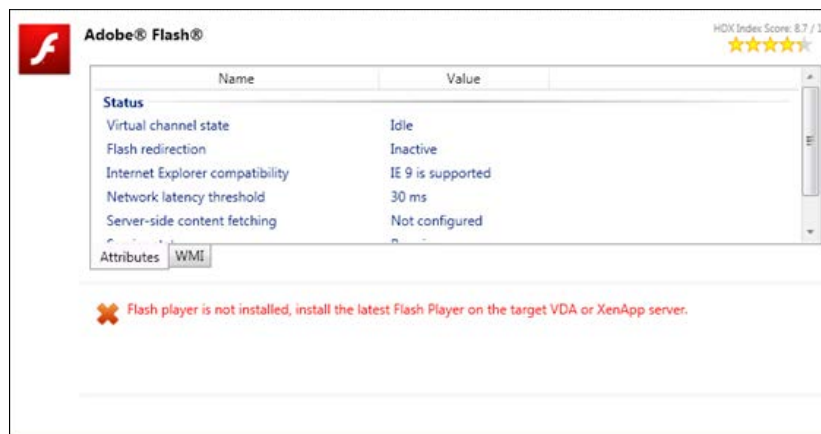 Adobe® Flash®
HDX Index Score: 8.7 /
Name Value
Status
Virtual channel state Idle
Flash redirection Inactive
Internet Explorer compatibility IE 9 is supported
Network latency threshold 30 ms
Server-side content fetching Not configured
Attributes WMI
Flash player is not installed, install the latest Flash Player on the target VDA or XenApp server.